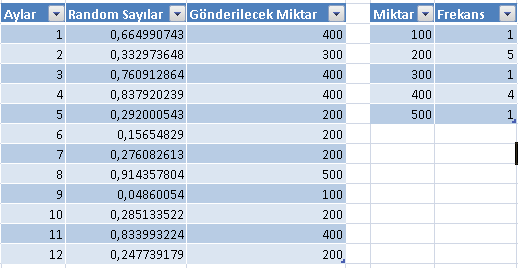 Aylar Random Sayılar Gönderilecek Miktar Miktar Frekans
1 0,664990743 400 100 1
2 0,332973648 300 200 5
3 0,760912864 400 300 1
4 0,837920239 400 400 4
5 0,292000543 200 500 1
6 0,15654829 200
7 0,276082613 200
8 0,914357804 500
9 0,04860054 100
10 0,285133522 200
11 0,833993224 400
12 0,247739179 200